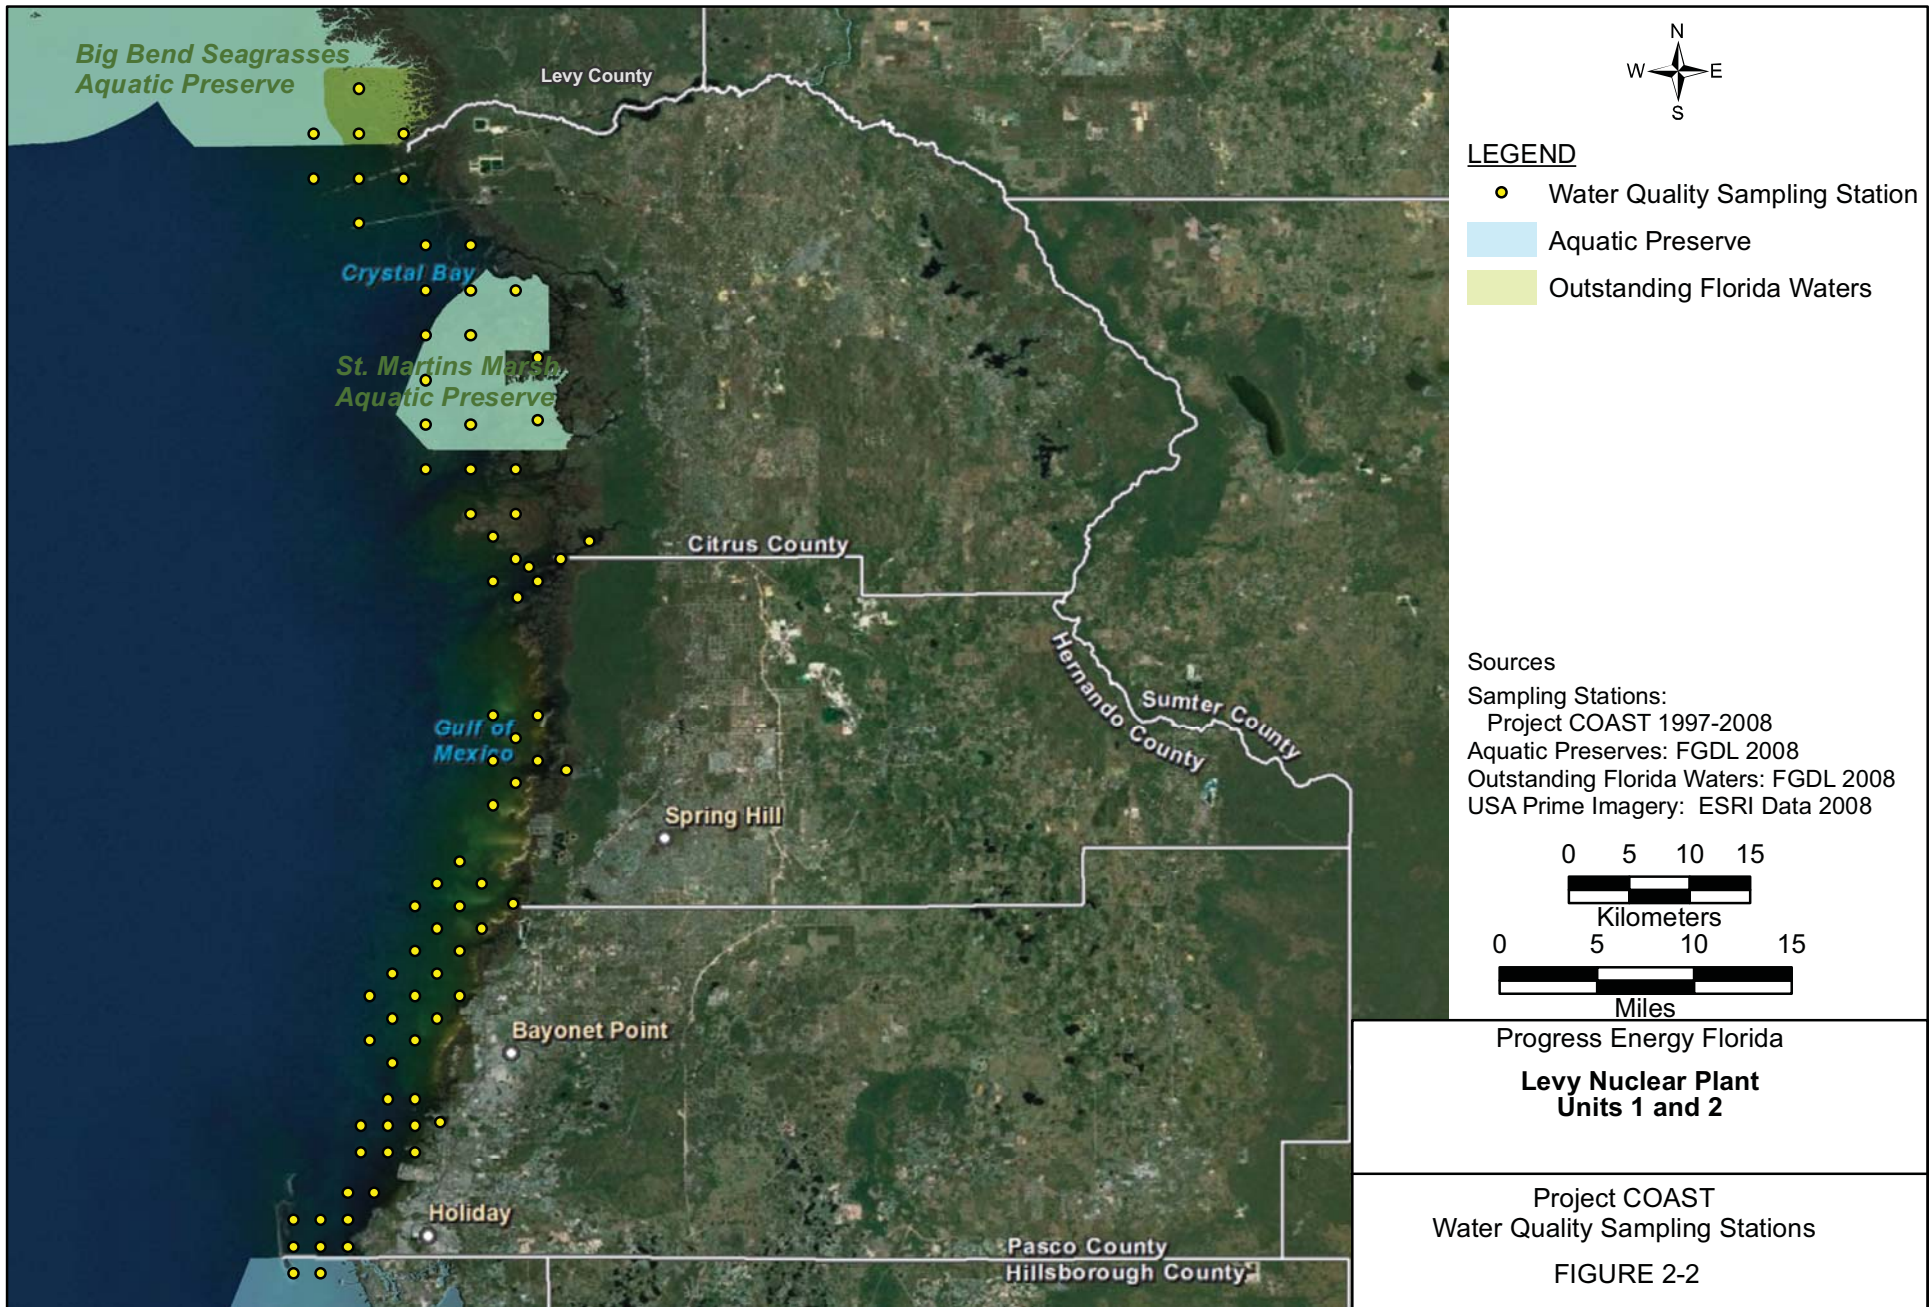 Big Bend Seagrasses
Aquatic Preserve
Levy County
Crystal Bay
St. Martins Marsh
Aquatic Preserve
Citrus County
Hernando County
Sumter County
Gulf of
Mexico
Spring Hill
Bayonet Point
Holiday
Pasco County
Hillsborough County
N
W E
S
LEGEND
Water Quality Sampling Station
Aquatic Preserve
Outstanding Florida Waters
Sources
Sampling Stations:
Project COAST 1997-2008
Aquatic Preserves: FGDL 2008
Outstanding Florida Waters: FGDL 2008
USA Prime Imagery: ESRI Data 2008
0 5 10 15
Kilometers
0 5 10 15
Miles
Progress Energy Florida
Levy Nuclear Plant
Units 1 and 2
Project COAST
Water Quality Sampling Stations
FIGURE 2-2